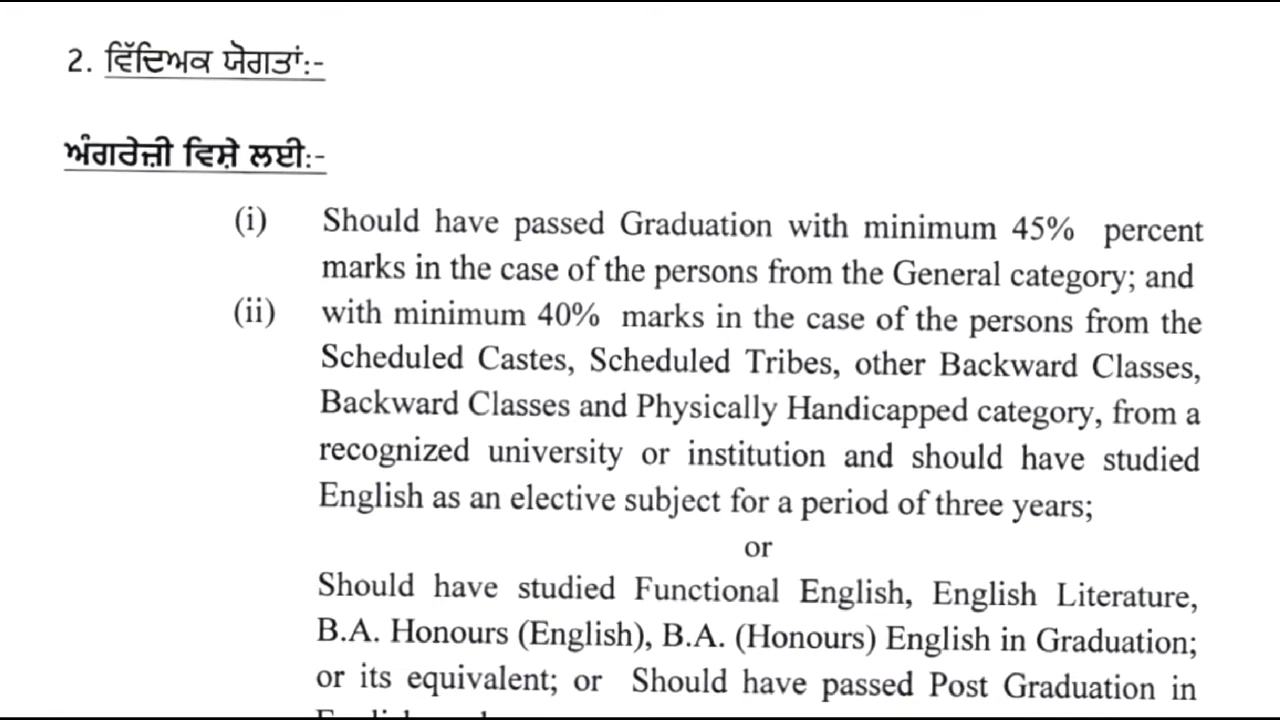 2. ਵਿੱਦਿਅਕ ਯੋਗਤਾਂ:-
ਅੰਗਰੇਜ਼ੀ ਵਿਸ਼ੇ ਲਈ:-
(i) Should have passed Graduation with minimum 45% percent
marks in the case of the persons from the General category; and
(ii) with minimum 40% marks in the case of the persons from the
Scheduled Castes, Scheduled Tribes, other Backward Classes,
Backward Classes and Physically Handicapped category, from a
recognized university or institution and should have studied
English as an elective subject for a period of three years;
or
Should have studied Functional English, English Literature,
B.A. Honours (English), B.A. (Honours) English in Graduation;
or its equivalent; or Should have passed Post Graduation in